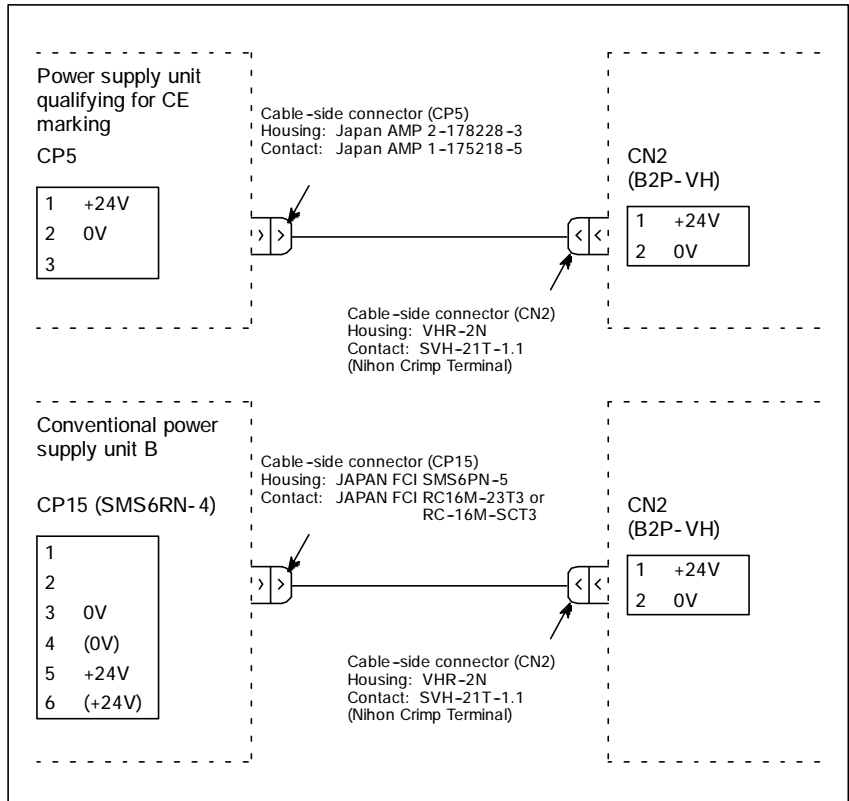 Power supply unit
qualifying for CE
marking
CP5
1 +24V
2 0V
3
Cable-side connector (CP5)
Housing: Japan AMP 2-178228-3
Contact: Japan AMP 1-175218-5
CN2
(B2P-VH)
1 +24V
2 0V
Cable-side connector (CN2)
Housing: VHR-2N
Contact: SVH-21T-1.1
(Nihon Crimp Terminal)
Conventional power
supply unit B
CP15 (SMS6RN-4)
1
2
3 0V
4 (0V)
5 +24V
6 (+24V)
Cable-side connector (CP15)
Housing: JAPAN FCI SMS6PN-5
Contact: JAPAN FCI RC16M-23T3 or
RC-16M-SCT3
CN2
(B2P-VH)
1 +24V
2 0V
Cable-side connector (CN2)
Housing: VHR-2N
Contact: SVH-21T-1.1
(Nihon Crimp Terminal)